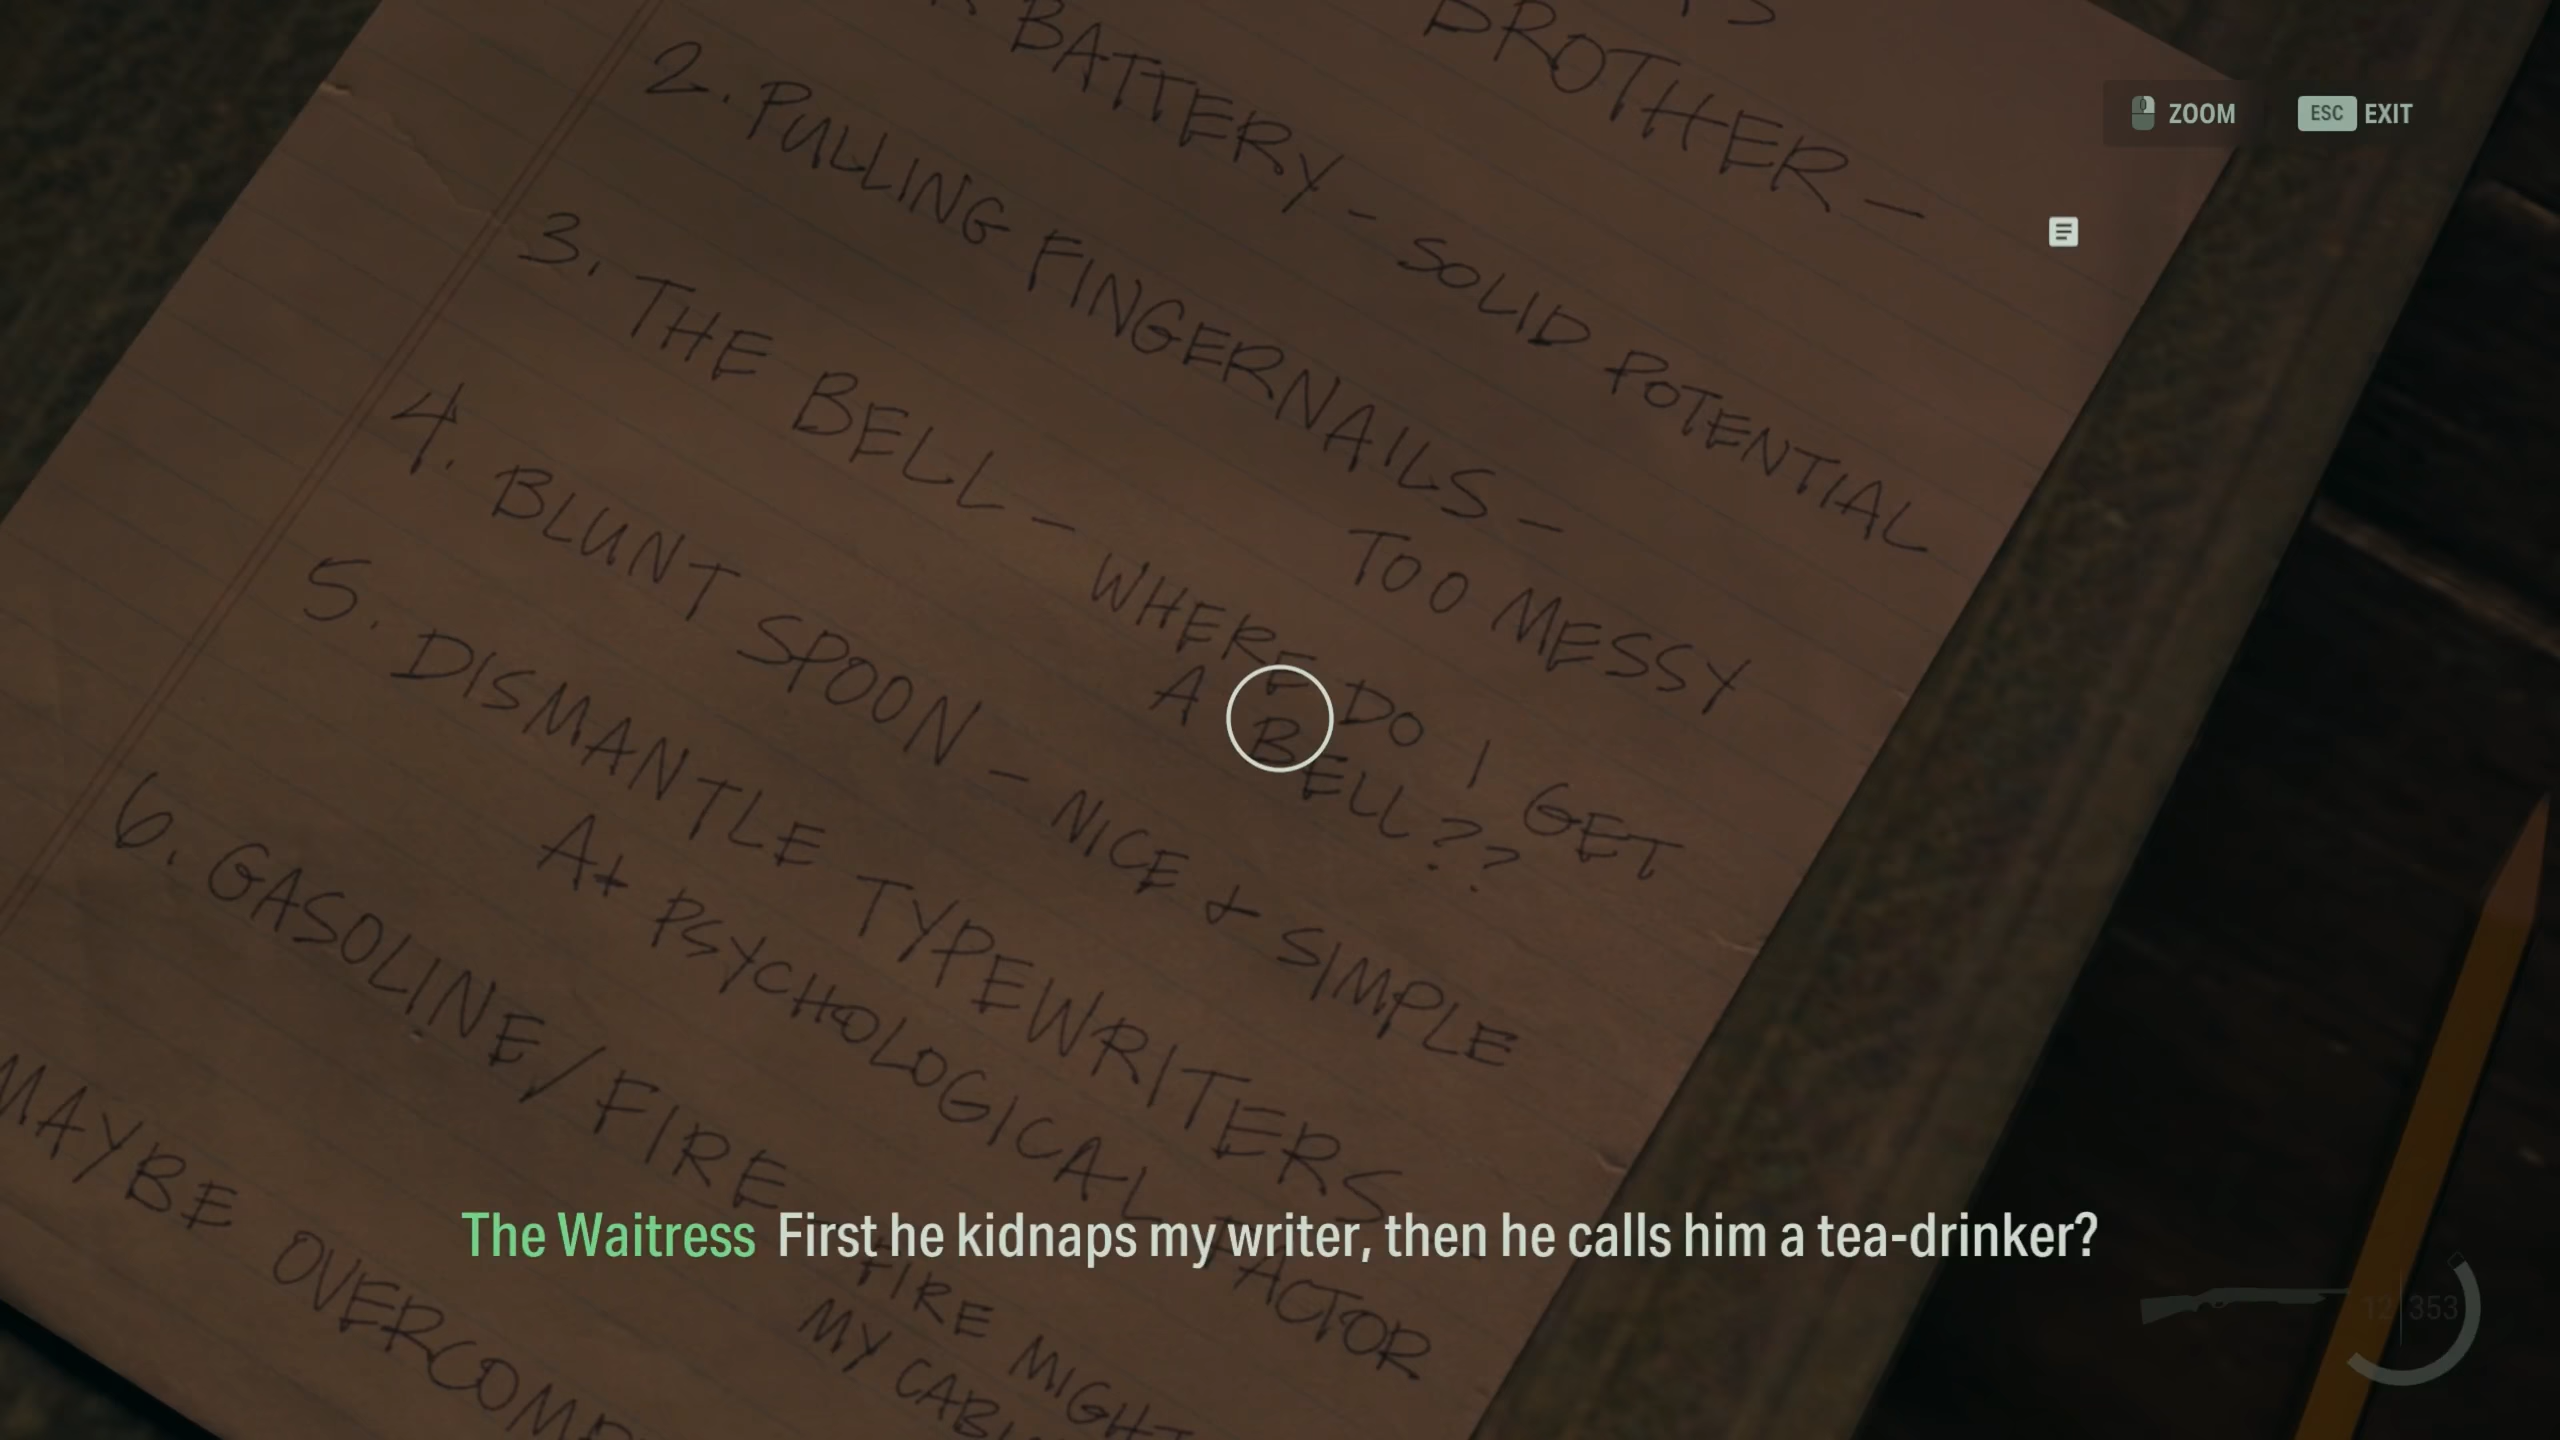 BROTHER –
BATTERY – SOLID POTENTIAL
2. PULLING FINGERNAILS –
TOO MESSY
3. THE BELL – WHERE DO I GET
A BELL??
4. BLUNT SPOON – NICE + SIMPLE
5. DISMANTLE TYPEWRITERS
A+ PSYCHOLOGICAL FACTOR
6. GASOLINE/FIRE –
FIRE MIGHT
MY
MAYBE
ZOOM
ESC EXIT
The Waitress First he kidnaps my writer, then he calls him a tea-drinker?
12 | 353